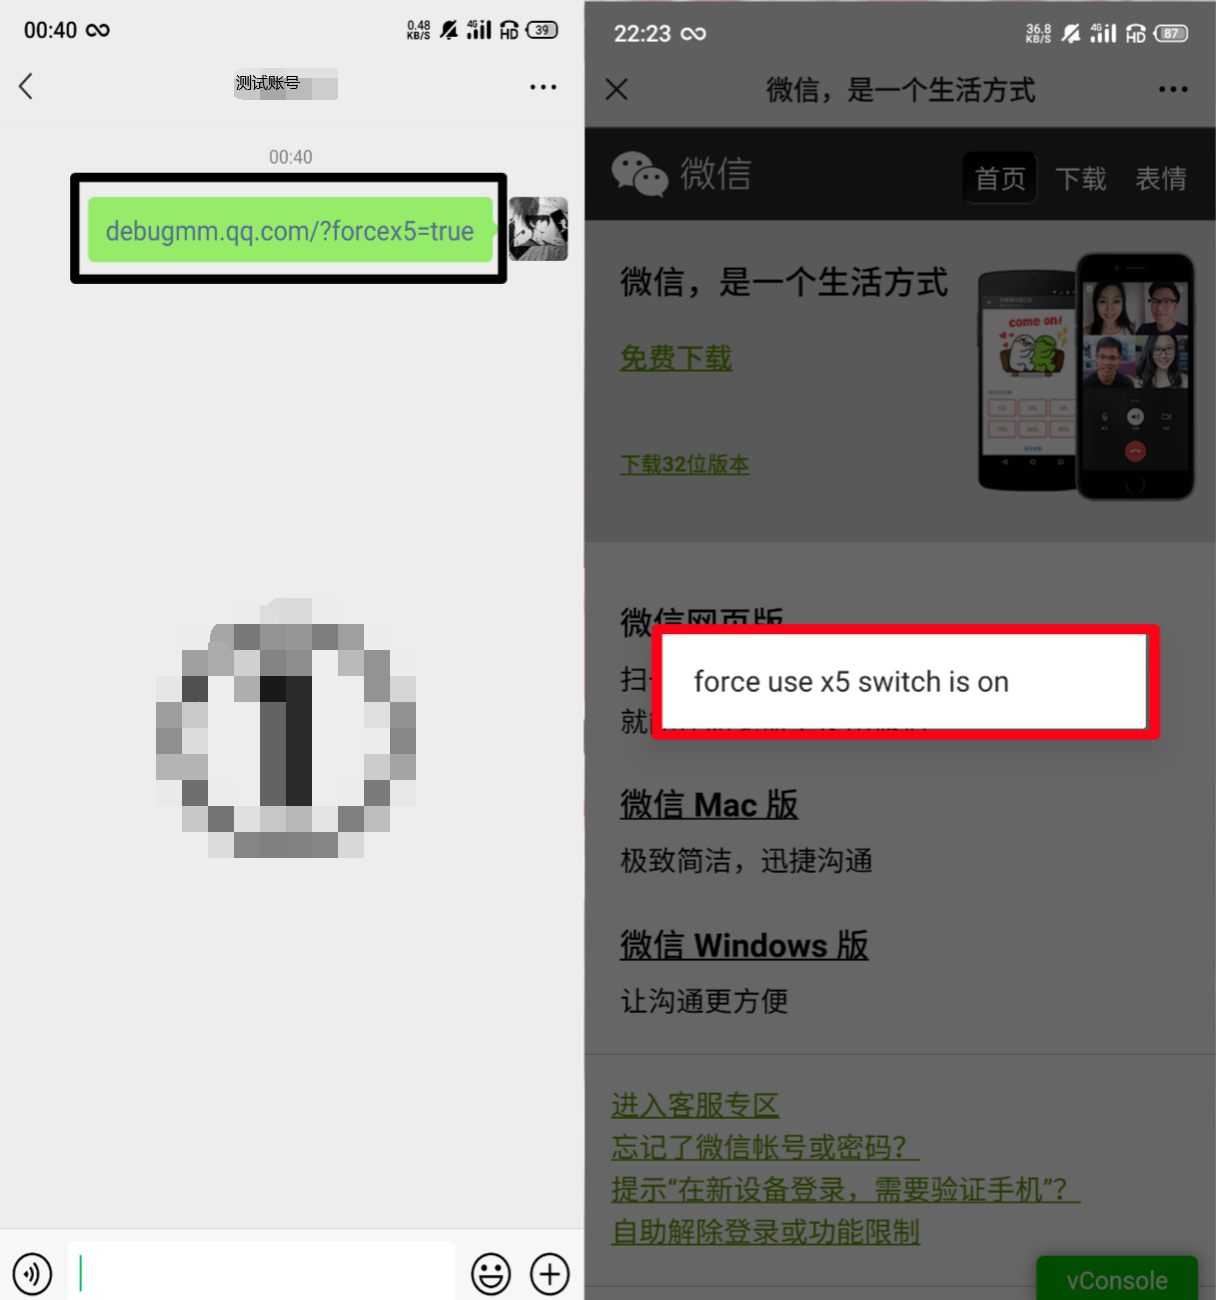 00:40
0.48
KB/S
4G
HD
39
测试账号
00:40
debugmm.qq.com/?forcex5=true
22:23
36.8
KB/S
4G
HD
87
微信，是一个生活方式
微信
首页
下载
表情
微信，是一个生活方式
免费下载
下载32位版本
come on!
微信网页版
扫
force use x5 switch is on
就
微信 Mac 版
极致简洁，迅捷沟通
微信 Windows 版
让沟通更方便
进入客服专区
忘记了微信帐号或密码？
提示“在新设备登录，需要验证手机”？
自助解除登录或功能限制
vConsole